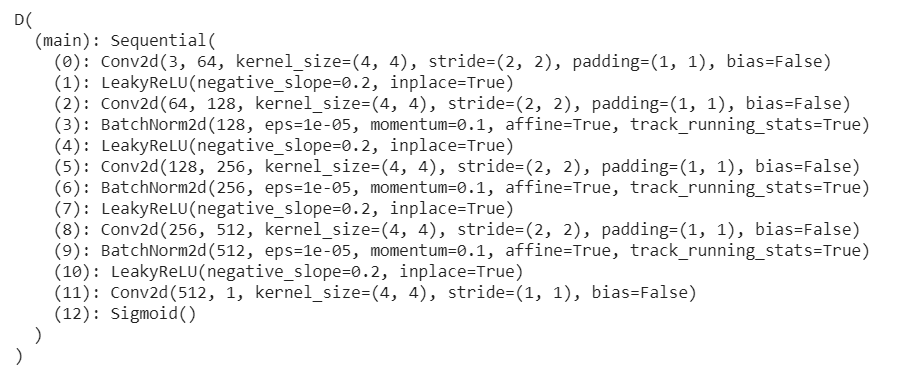 D(
  (main): Sequential(
    (0): Conv2d(3, 64, kernel_size=(4, 4), stride=(2, 2), padding=(1, 1), bias=False)
    (1): LeakyReLU(negative_slope=0.2, inplace=True)
    (2): Conv2d(64, 128, kernel_size=(4, 4), stride=(2, 2), padding=(1, 1), bias=False)
    (3): BatchNorm2d(128, eps=1e-05, momentum=0.1, affine=True, track_running_stats=True)
    (4): LeakyReLU(negative_slope=0.2, inplace=True)
    (5): Conv2d(128, 256, kernel_size=(4, 4), stride=(2, 2), padding=(1, 1), bias=False)
    (6): BatchNorm2d(256, eps=1e-05, momentum=0.1, affine=True, track_running_stats=True)
    (7): LeakyReLU(negative_slope=0.2, inplace=True)
    (8): Conv2d(256, 512, kernel_size=(4, 4), stride=(2, 2), padding=(1, 1), bias=False)
    (9): BatchNorm2d(512, eps=1e-05, momentum=0.1, affine=True, track_running_stats=True)
    (10): LeakyReLU(negative_slope=0.2, inplace=True)
    (11): Conv2d(512, 1, kernel_size=(4, 4), stride=(1, 1), bias=False)
    (12): Sigmoid()
  )
)